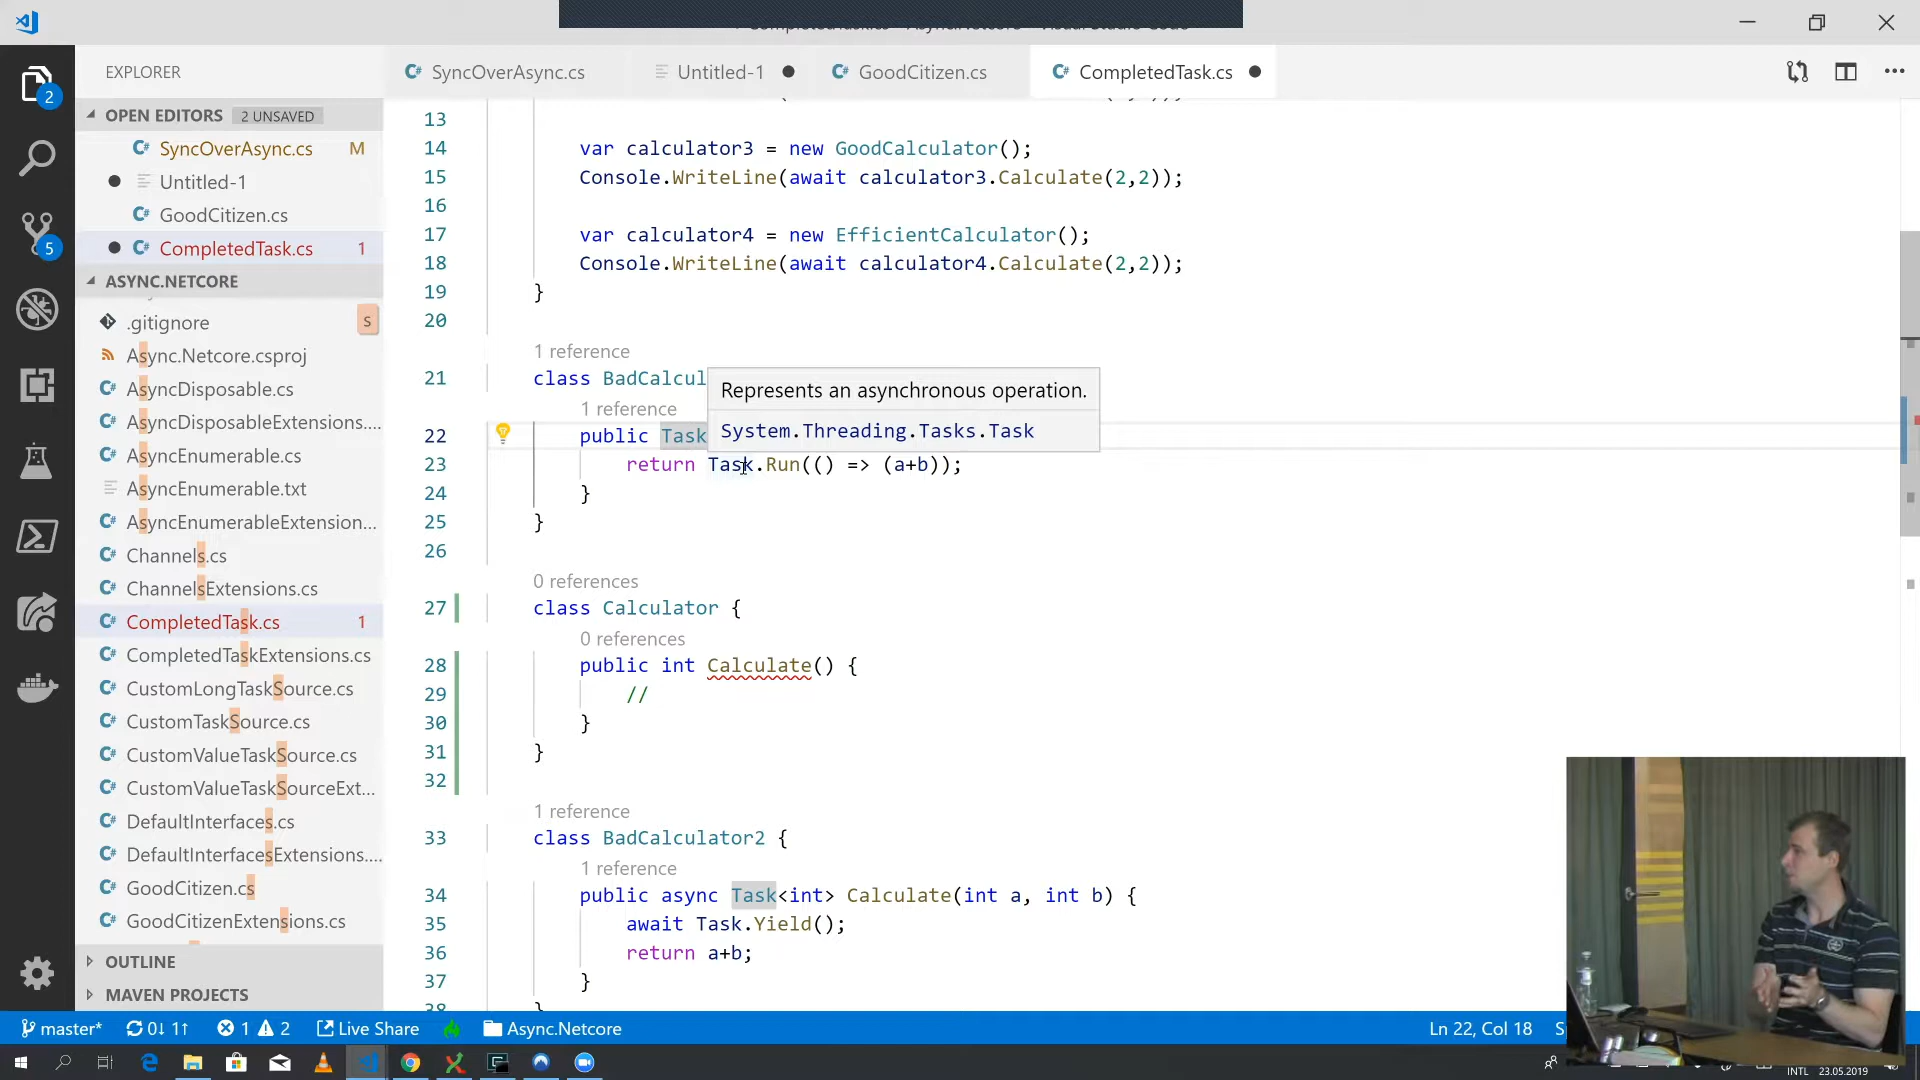 EXPLORER
SyncOverAsync.cs
Untitled-1
GoodCitizen.cs
CompletedTask.cs
2
OPEN EDITORS 2 UNSAVED
SyncOverAsync.cs M
Untitled-1
GoodCitizen.cs
CompletedTask.cs 1
5
ASYNC.NETCORE
.gitignore S
Async.Netcore.csproj
AsyncDisposable.cs
AsyncDisposableExtensions....
AsyncEnumerable.cs
AsyncEnumerable.txt
AsyncEnumerableExtension...
Channels.cs
ChannelsExtensions.cs
CompletedTask.cs 1
CompletedTaskExtensions.cs
CustomLongTaskSource.cs
CustomTaskSource.cs
CustomValueTaskSource.cs
CustomValueTaskSourceExt...
DefaultInterfaces.cs
DefaultInterfacesExtensions....
GoodCitizen.cs
GoodCitizenExtensions.cs
OUTLINE
MAVEN PROJECTS
13
14 var calculator3 = new GoodCalculator();
15 Console.WriteLine(await calculator3.Calculate(2,2));
16
17 var calculator4 = new EfficientCalculator();
18 Console.WriteLine(await calculator4.Calculate(2,2));
19 }
20
1 reference
21 class BadCalcul
Represents an asynchronous operation.
1 reference
22 public Task
System.Threading.Tasks.Task
23 return Task.Run(() => (a+b));
24 }
25 }
26
0 references
27 class Calculator {
0 references
28 public int Calculate() {
29 //
30 }
31 }
32
1 reference
33 class BadCalculator2 {
1 reference
34 public async Task<int> Calculate(int a, int b) {
35 await Task.Yield();
36 return a+b;
37 }
38 }
master* 0↓ 1↑ 1 2 Live Share Async.Netcore Ln 22, Col 18 S
INTL 23.05.2019